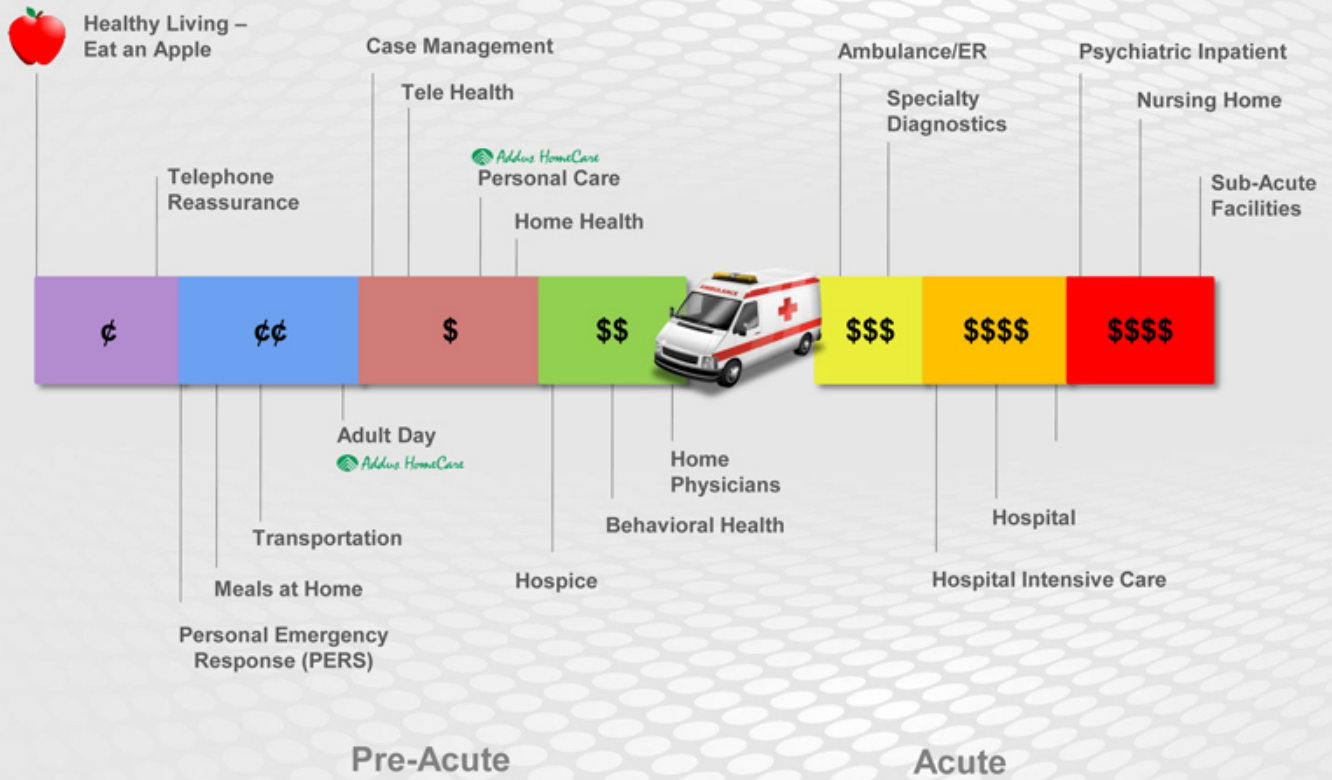 Healthy Living –
Eat an Apple
Case Management
Tele Health
Addus HomeCare
Personal Care
Home Health
Telephone
Reassurance
Ambulance/ER
Specialty
Diagnostics
Psychiatric Inpatient
Nursing Home
Sub-Acute
Facilities
AMBULANCE
¢
¢¢
$
$$
$$$
$$$$
$$$$
Adult Day
Addus HomeCare
Transportation
Meals at Home
Personal Emergency
Response (PERS)
Home
Physicians
Behavioral Health
Hospice
Hospital
Hospital Intensive Care
Pre-Acute
Acute